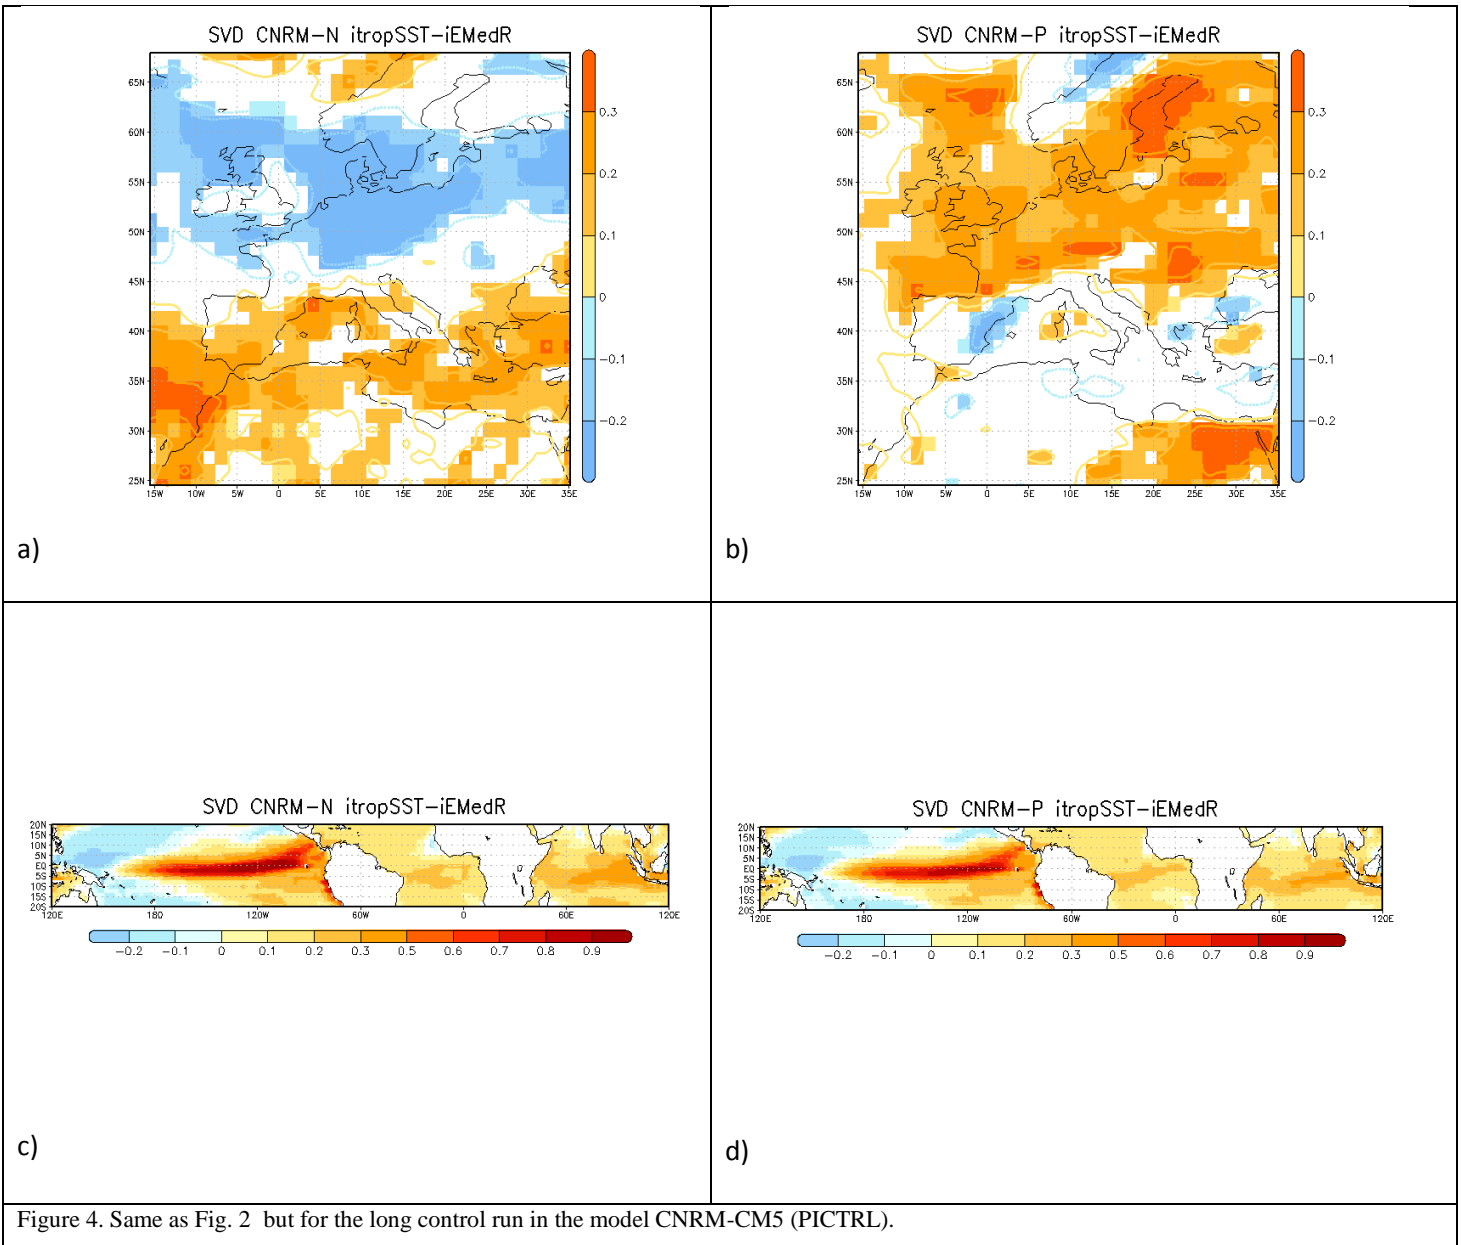 SVD CNRM-N itropSST-iEMedR
65N
60N
55N
50N
45N
40N
35N
30N
25N
15W 10W 5W 0 5E 10E 15E 20E 25E 30E 35E
0.3
0.2
0.1
0
-0.1
-0.2
a)
SVD CNRM-P itropSST-iEMedR
65N
60N
55N
50N
45N
40N
35N
30N
25N
15W 10W 5W 0 5E 10E 15E 20E 25E 30E 35E
0.3
0.2
0.1
0
-0.1
-0.2
b)
SVD CNRM-N itropSST-iEMedR
20N
15N
10N
5N
EQ
5S
10S
15S
20S
120E 180 120W 60W 0 60E 120E
-0.2 -0.1 0 0.1 0.2 0.3 0.5 0.6 0.7 0.8 0.9
c)
SVD CNRM-P itropSST-iEMedR
20N
15N
10N
5N
EQ
5S
10S
15S
20S
120E 180 120W 60W 0 60E 120E
-0.2 -0.1 0 0.1 0.2 0.3 0.5 0.6 0.7 0.8 0.9
d)
Figure 4. Same as Fig. 2 but for the long control run in the model CNRM-CM5 (PICTRL).